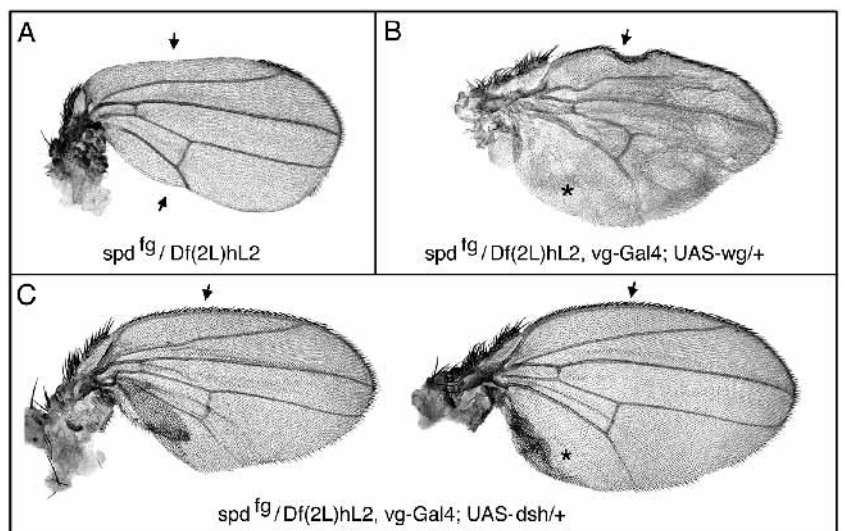 A
B
spd fg / Df(2L)hL2
*
spd fg / Df(2L)hL2, vg-Gal4; UAS-wg/+
C
*
spd fg / Df(2L)hL2, vg-Gal4; UAS-dsh/+